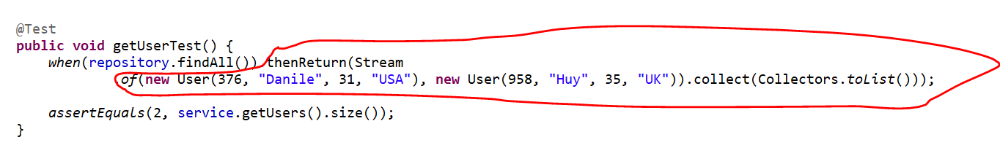 @Test
public void getUserTest() {
when(repository.findAll()).thenReturn(Stream
.of(new User(376, "Danile", 31, "USA"), new User(958, "Huy", 35, "UK")).collect(Collectors.toList()));
assertEquals(2, service.getUsers().size());
}